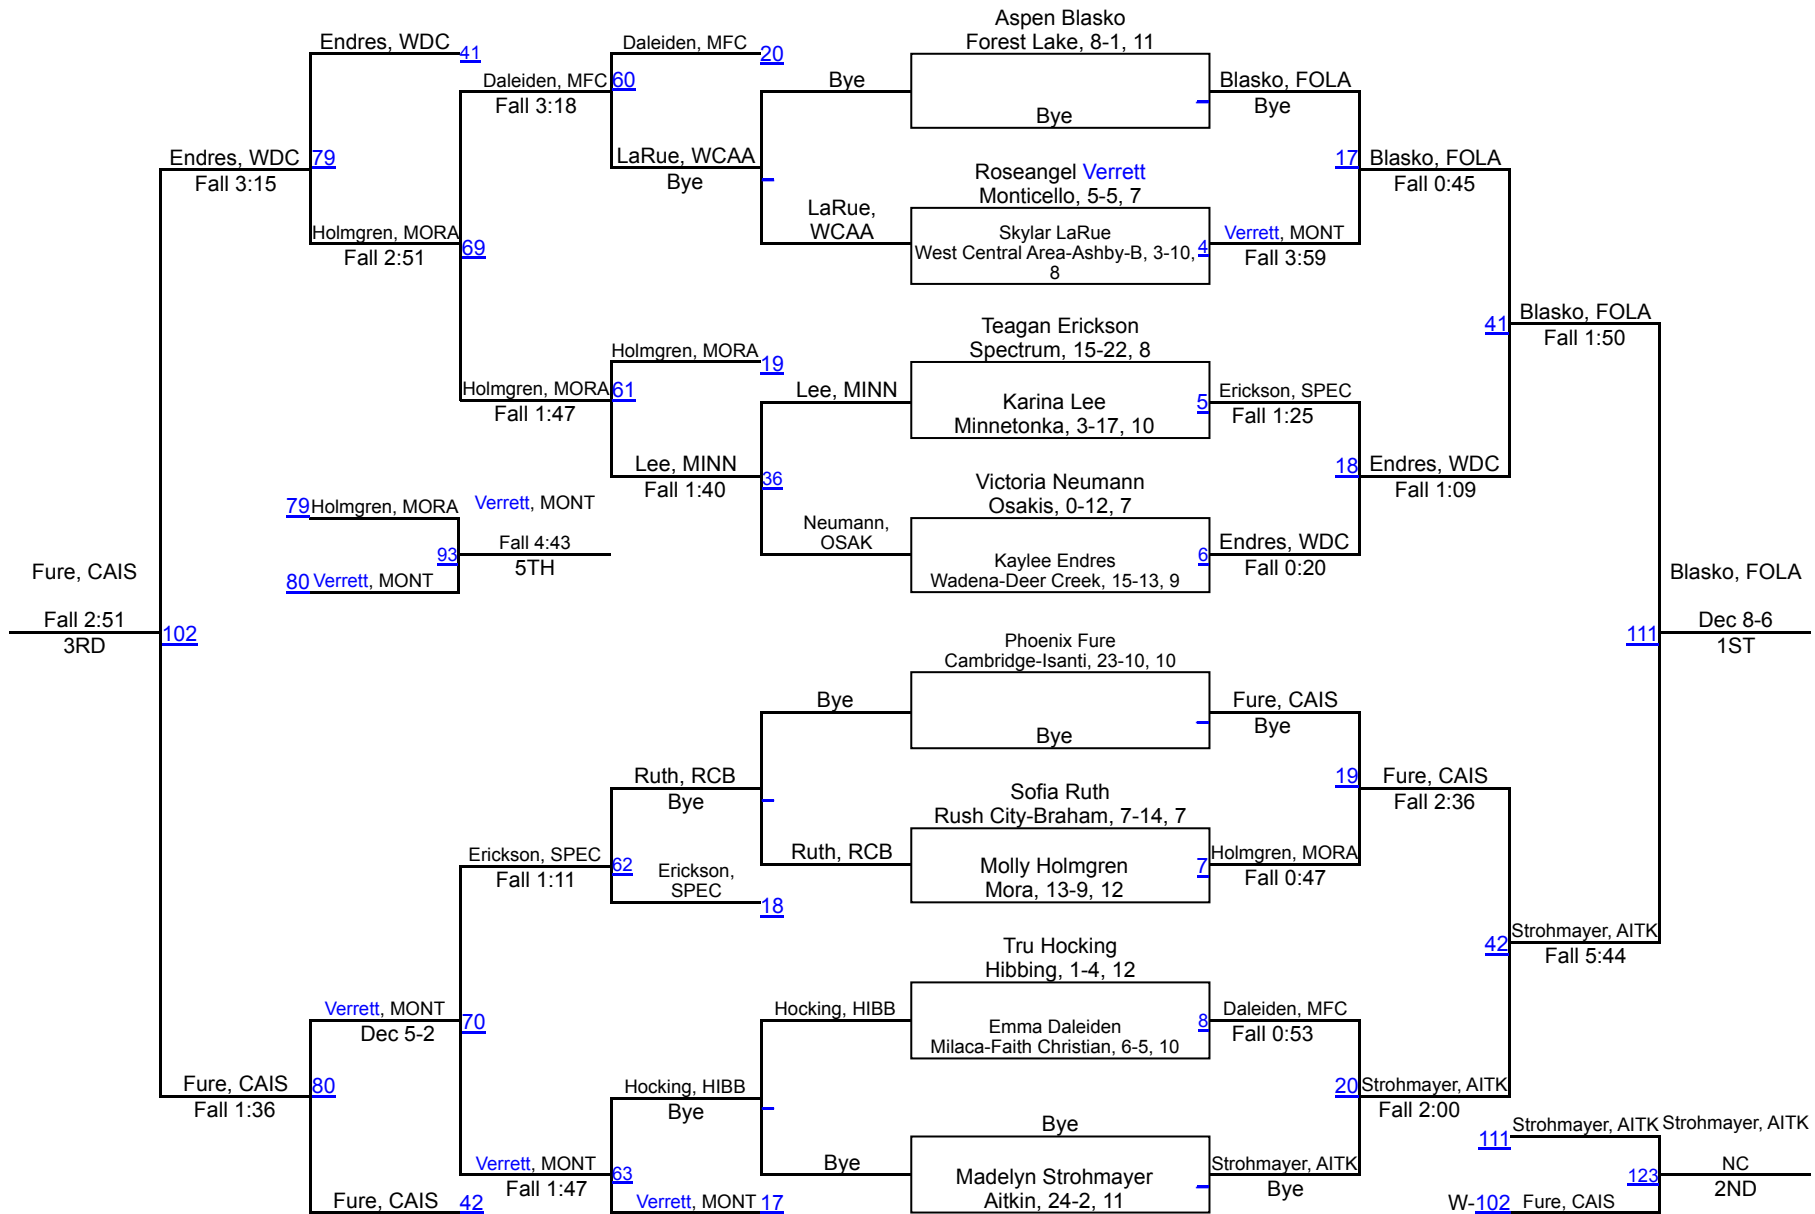 Aspen Blasko
Forest Lake, 8-1, 11
Endres, WDC
41
Daleiden, MFC
20
Daleiden, MFC
60
Fall 3:18
Bye
Bye
Blasko, FOLA
Bye
LaRue, WCAA
Bye
Endres, WDC
79
Fall 3:15
17
Blasko, FOLA
Fall 0:45
Roseangel Verrett
Monticello, 5-5, 7
LaRue,
WCAA
Skylar LaRue
West Central Area-Ashby-B, 3-10,
8
4
Verrett, MONT
Fall 3:59
Holmgren, MORA
Fall 2:51
69
Teagan Erickson
Spectrum, 15-22, 8
41
Blasko, FOLA
Fall 1:50
Holmgren, MORA
19
Holmgren, MORA
61
Fall 1:47
Lee, MINN
Karina Lee
Minnetonka, 3-17, 10
5
Erickson, SPEC
Fall 1:25
Lee, MINN
Fall 1:40
36
18
Endres, WDC
Fall 1:09
Victoria Neumann
Osakis, 0-12, 7
79
Holmgren, MORA
Verrett, MONT
Neumann,
OSAK
93
Fall 4:43
5TH
80
Verrett, MONT
Kaylee Endres
Wadena-Deer Creek, 15-13, 9
6
Endres, WDC
Fall 0:20
Fure, CAIS
Fall 2:51
3RD
102
Blasko, FOLA
111
Dec 8-6
1ST
Phoenix Fure
Cambridge-Isanti, 23-10, 10
Bye
Bye
Fure, CAIS
Bye
Ruth, RCB
Bye
19
Fure, CAIS
Fall 2:36
Sofia Ruth
Rush City-Braham, 7-14, 7
Ruth, RCB
Molly Holmgren
Mora, 13-9, 12
7
Holmgren, MORA
Fall 0:47
Erickson, SPEC
Fall 1:11
62
Erickson,
SPEC
18
Tru Hocking
Hibbing, 1-4, 12
42
Strohmayer, AITK
Fall 5:44
Verrett, MONT
Dec 5-2
70
Hocking, HIBB
Emma Daleiden
Milaca-Faith Christian, 6-5, 10
8
Daleiden, MFC
Fall 0:53
Fure, CAIS
Fall 1:36
80
Hocking, HIBB
Bye
20
Strohmayer, AITK
Fall 2:00
Bye
Bye
Madelyn Strohmayer
Aitkin, 24-2, 11
Strohmayer, AITK
Bye
Verrett, MONT
Fall 1:47
63
Verrett, MONT
17
Fure, CAIS
42
111
Strohmayer, AITK
Strohmayer, AITK
123
NC
2ND
W-102
Fure, CAIS